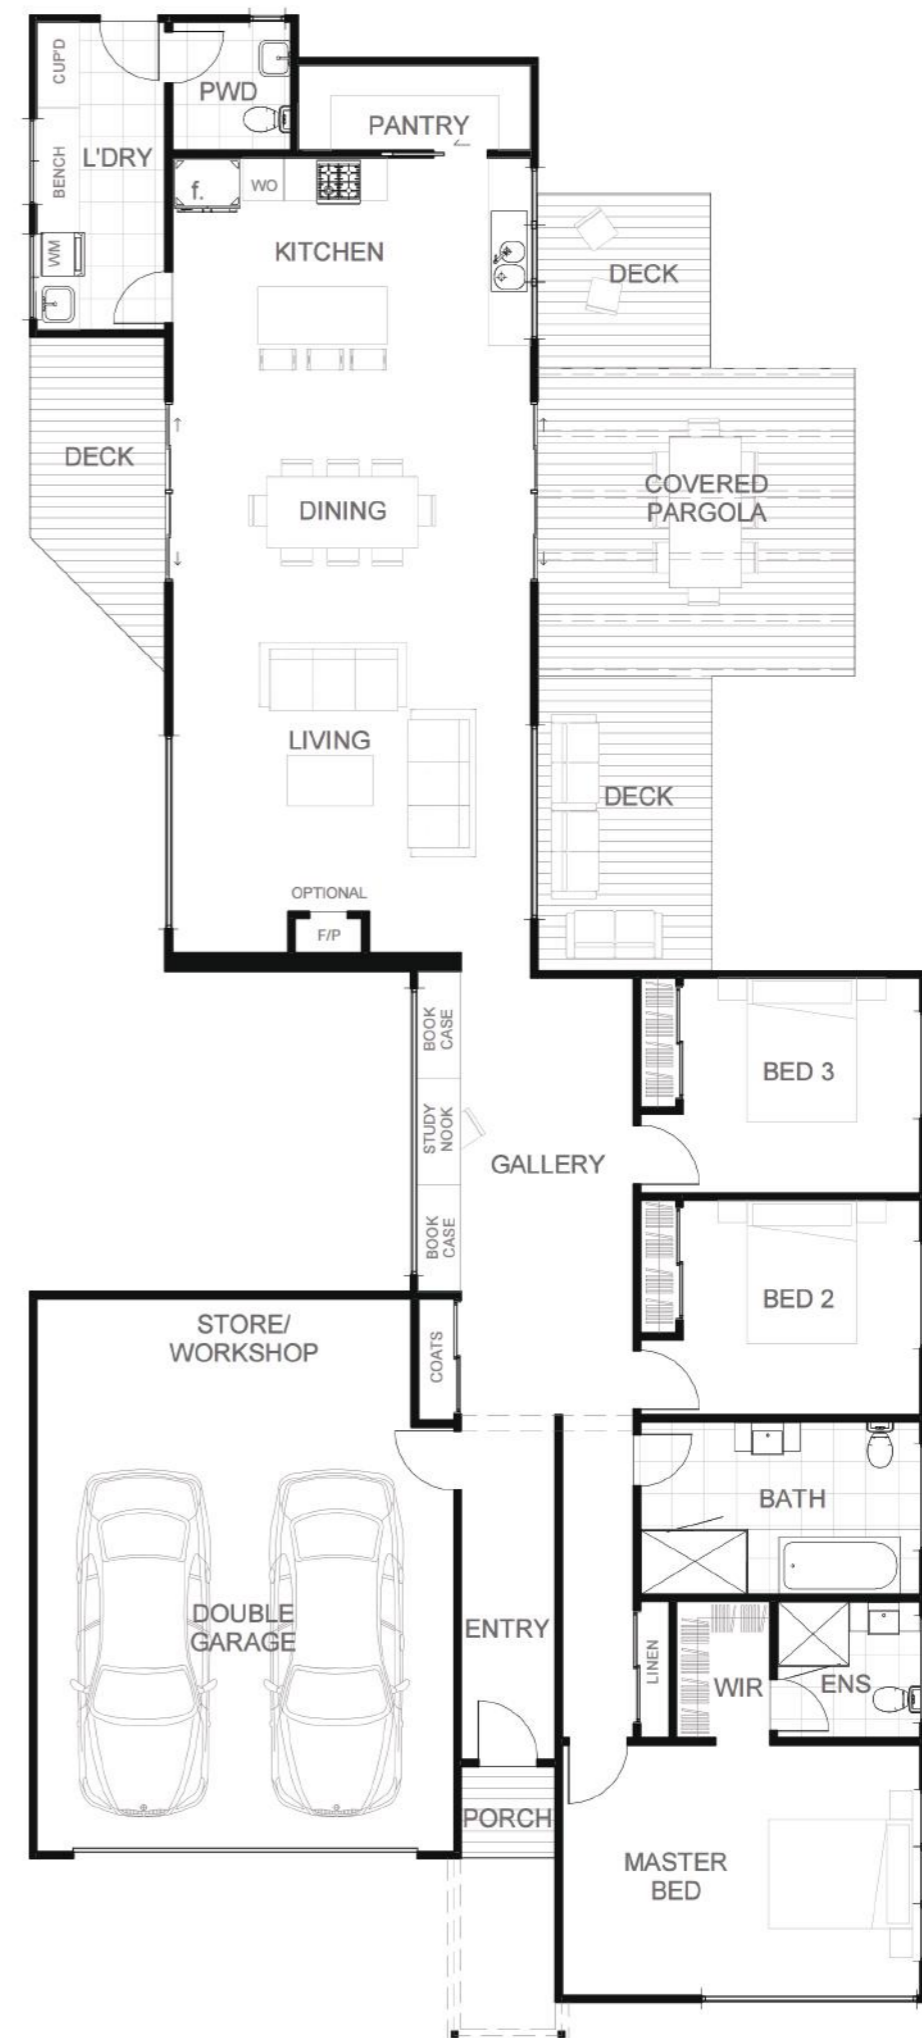 CUP'D
PWD
PANTRY
L'DRY
BENCH
f.
WO
WM
KITCHEN
DECK
DECK
COVERED
PARGOLA
DINING
LIVING
DECK
OPTIONAL
F/P
BOOK
CASE
BED 3
STUDY
NOOK
GALLERY
BOOK
CASE
BED 2
STORE/
WORKSHOP
COATS
BATH
DOUBLE
GARAGE
ENTRY
LINEN
WIR
ENS
PORCH
MASTER
BED